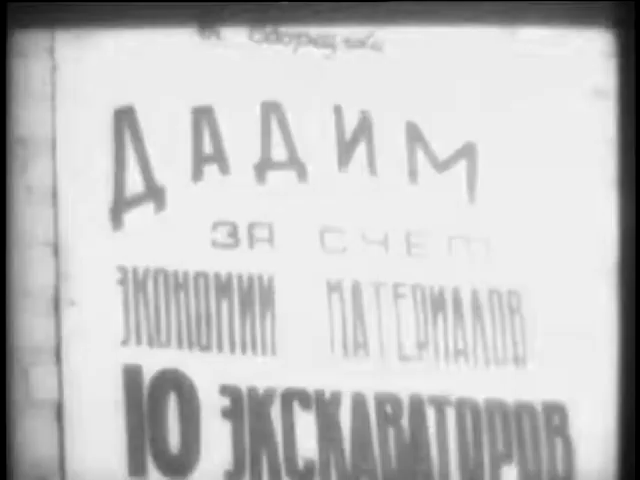 ДАДИМ
ЗА СЧЕТ
ЭКОНОМИИ МАТЕРИАЛОВ
10 ЭКСКАВАТОРОВ